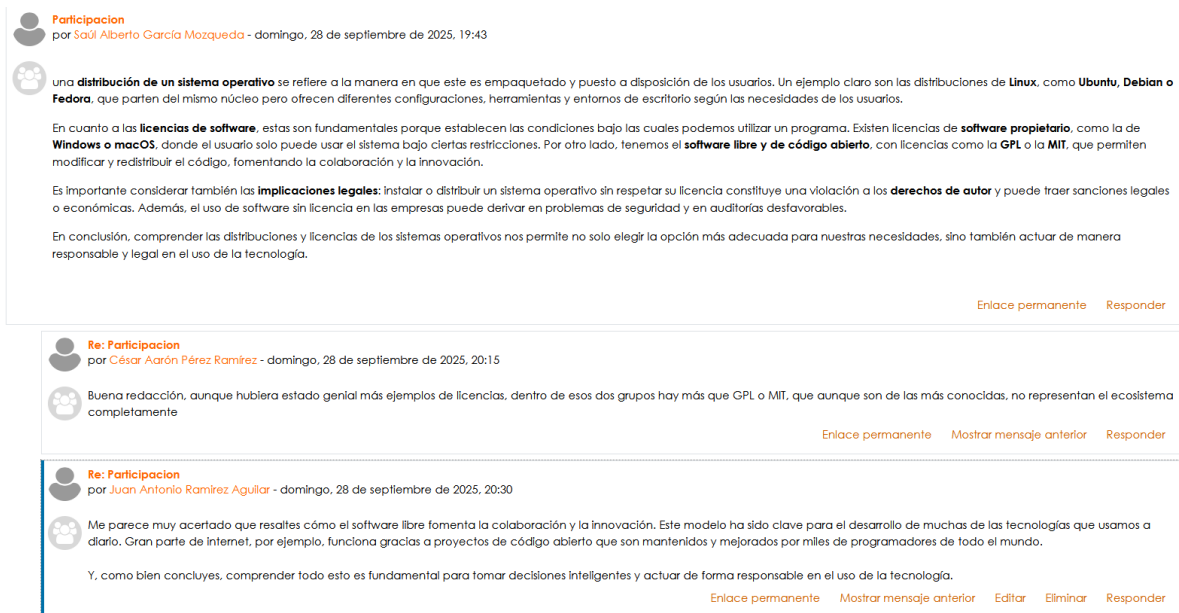 Participacion
por Saúl Alberto García Mozqueda - domingo, 28 de septiembre de 2025, 19:43
una distribución de un sistema operativo se refiere a la manera en que este es empaquetado y puesto a disposición de los usuarios. Un ejemplo claro son las distribuciones de Linux, como Ubuntu, Debian o
Fedora, que parten del mismo núcleo pero ofrecen diferentes configuraciones, herramientas y entornos de escritorio según las necesidades de los usuarios.
En cuanto a las licencias de software, estas son fundamentales porque establecen las condiciones bajo las cuales podemos utilizar un programa. Existen licencias de software propietario, como la de
Windows o macOS, donde el usuario solo puede usar el sistema bajo ciertas restricciones. Por otro lado, tenemos el software libre y de código abierto, con licencias como la GPL o la MIT, que permiten
modificar y redistribuir el código, fomentando la colaboración y la innovación.
Es importante considerar también las implicaciones legales: instalar o distribuir un sistema operativo sin respetar su licencia constituye una violación a los derechos de autor y puede traer sanciones legales
o económicas. Además, el uso de software sin licencia en las empresas puede derivar en problemas de seguridad y en auditorías desfavorables.
En conclusión, comprender las distribuciones y licencias de los sistemas operativos nos permite no solo elegir la opción más adecuada para nuestras necesidades, sino también actuar de manera
responsable y legal en el uso de la tecnología.
Enlace permanente Responder
Re: Participacion
por César Aarón Pérez Ramírez - domingo, 28 de septiembre de 2025, 20:15
Buena redacción, aunque hubiera estado genial más ejemplos de licencias, dentro de esos dos grupos hay más que GPL o MIT, que aunque son de las más conocidas, no representan el ecosistema
completamente
Enlace permanente Mostrar mensaje anterior Responder
Re: Participacion
por Juan Antonio Ramirez Aguilar - domingo, 28 de septiembre de 2025, 20:30
Me parece muy acertado que resaltes cómo el software libre fomenta la colaboración y la innovación. Este modelo ha sido clave para el desarrollo de muchas de las tecnologías que usamos a
diario. Gran parte de internet, por ejemplo, funciona gracias a proyectos de código abierto que son mantenidos y mejorados por miles de programadores de todo el mundo.
Y, como bien concluyes, comprender todo esto es fundamental para tomar decisiones inteligentes y actuar de forma responsable en el uso de la tecnología.
Enlace permanente Mostrar mensaje anterior Editar Eliminar Responder